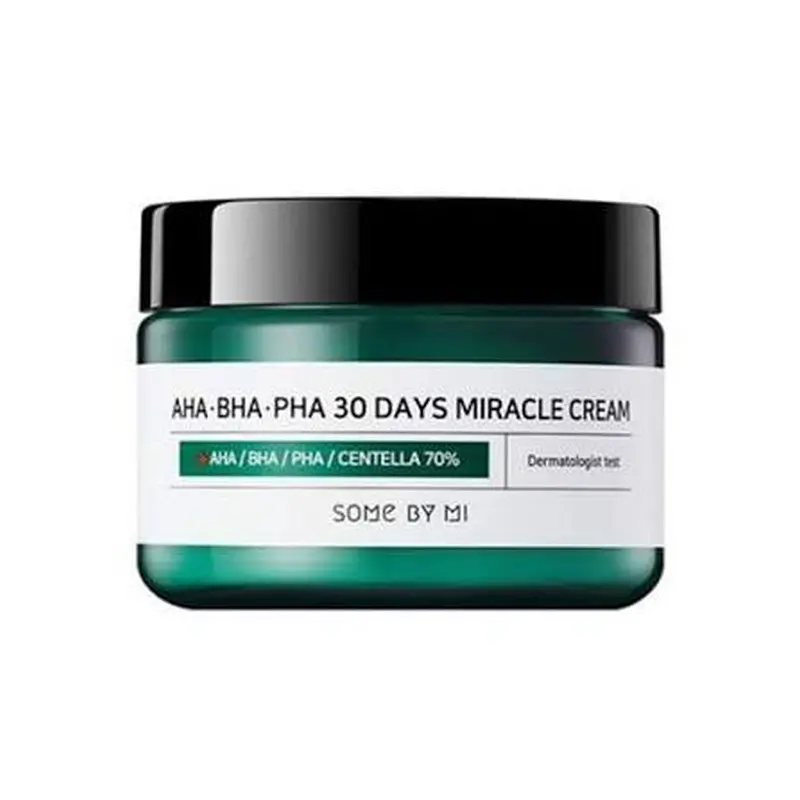 AHA·BHA·PHA 30 DAYS MIRACLE CREAM
+AHA / BHA / PHA / CENTELLA 70%
Dermatologist test
SOME BY MI